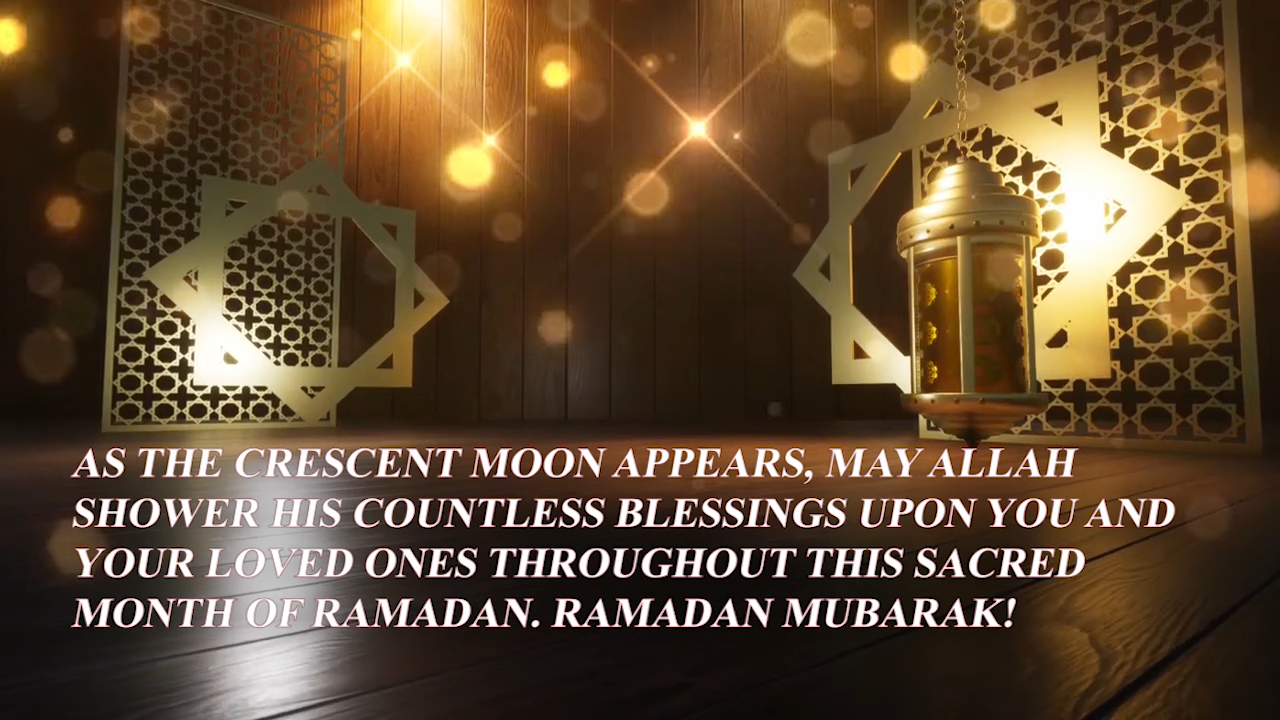 AS THE CRESCENT MOON APPEARS, MAY ALLAH
SHOWER HIS COUNTLESS BLESSINGS UPON YOU AND
YOUR LOVED ONES THROUGHOUT THIS SACRED
MONTH OF RAMADAN. RAMADAN MUBARAK!